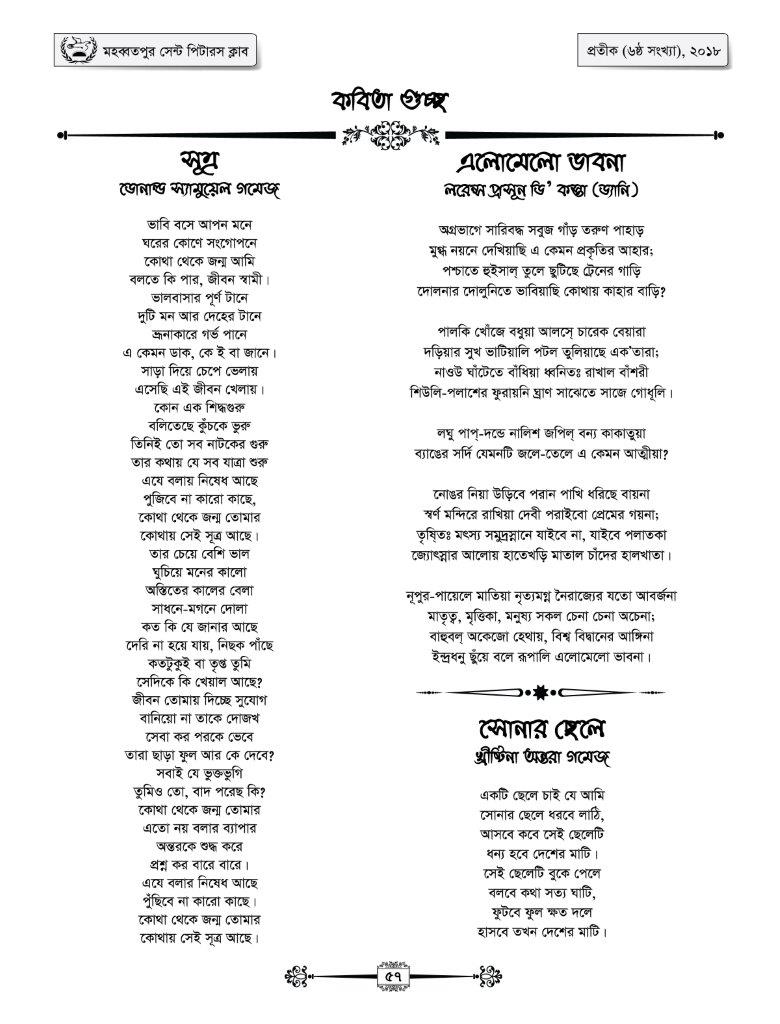 মহব্বতপুর সেন্ট পিটারস ক্লাব
প্রতীক (৬ষ্ঠ সংখ্যা), ২০১৮
কবিতা গুচ্ছ
সূত্র
ডোনাল্ড স্যামুয়েল গমেজ
ভাবি বসে আপন মনে
ঘরের কোণে সংগোপনে
কোথা থেকে জন্ম আমি
বলতে কি পার, জীবন স্বামী।
ভালবাসার পূর্ণ টানে
দুটি মন আর দেহের টানে
ভ্রূনাকারে গর্ভ পানে
এ কেমন ডাক, কে ই বা জানে।
সাড়া দিয়ে চেপে ভেলায়
এসেছি এই জীবন খেলায়।
কোন এক শিদ্ধগুরু
বলিতেছে কুঁচকে ভুরু
তিনিই তো সব নাটকের গুরু
তার কথায় যে সব যাত্রা শুরু
এযে বলায় নিষেধ আছে
পুজিবে না কারো কাছে,
কোথা থেকে জন্ম তোমার
কোথায় সেই সূত্র আছে।
তার চেয়ে বেশি ভাল
ঘুচিয়ে মনের কালো
অস্তিতের কালের বেলা
সাধনে-মগনে দোলা
কত কি যে জানার আছে
দেরি না হয়ে যায়, নিছক পাঁছে
কতটুকুই বা তৃপ্ত তুমি
সেদিকে কি খেয়াল আছে?
জীবন তোমায় দিচ্ছে সুযোগ
বানিয়ো না তাকে দোজখ
সেবা কর পরকে ভেবে
তারা ছাড়া ফুল আর কে দেবে?
সবাই যে ভুক্তভুগি
তুমিও তো, বাদ পরেছ কি?
কোথা থেকে জন্ম তোমার
এতো নয় বলার ব্যাপার
অন্তরকে শুদ্ধ করে
প্রশ্ন কর বারে বারে।
এযে বলার নিষেধ আছে
পুঁছিবে না কারো কাছে।
কোথা থেকে জন্ম তোমার
কোথায় সেই সূত্র আছে।
এলোমেলো ভাবনা
লরেন্স প্রসূন ডি’ কস্তা (ড্যানি)
অগ্রভাগে সারিবদ্ধ সবুজ গাঁড় তরুণ পাহাড়
মুগ্ধ নয়নে দেখিয়াছি এ কেমন প্রকৃতির আহার;
পশ্চাতে হুইসাল্ তুলে ছুটিছে ট্রেনের গাড়ি
দোলনার দোলুনিতে ভাবিয়াছি কোথায় কাহার বাড়ি?
পালকি খোঁজে বধুয়া আলসে্ চারেক বেয়ারা
দড়িয়ার সুখ ভাটিয়ালি পটল তুলিয়াছে এক'তারা;
নাওউ ঘাঁটেতে বাঁধিয়া ধ্বনিতঃ রাখাল বাঁশরী
শিউলি-পলাশের ফুরায়নি ঘ্রাণ সাঝেতে সাজে গোধূলি।
লঘু পাপ্-দন্ডে নালিশ জপিল্ বন্য কাকাতুয়া
ব্যাঙের সর্দি যেমনটি জলে-তেলে এ কেমন আত্মীয়া?
নোঙর নিয়া উড়িবে পরান পাখি ধরিছে বায়না
স্বর্ণ মন্দিরে রাখিয়া দেবী পরাইবো প্রেমের গয়না;
তৃষিতঃ মৎস্য সমুদ্রস্নানে যাইবে না, যাইবে পলাতকা
জ্যোৎস্নার আলোয় হাতেখড়ি মাতাল চাঁদের হালখাতা।
নূপুর-পায়েলে মাতিয়া নৃত্যমগ্ন নৈরাজ্যের যতো আবর্জনা
মাতৃত্ব, মৃত্তিকা, মনুষ্য সকল চেনা চেনা অচেনা;
বাহুবল্ অকেজো হেথায়, বিশ্ব বিদ্বানের আঙ্গিনা
ইন্দ্রধনু ছুঁয়ে বলে রূপালি এলোমেলো ভাবনা।
সোনার ছেলে
খ্রীষ্টিনা অন্তরা গমেজ
একটি ছেলে চাই যে আমি
সোনার ছেলে ধরবে লাঠি,
আসবে কবে সেই ছেলেটি
ধন্য হবে দেশের মাটি।
সেই ছেলেটি বুকে পেলে
বলবে কথা সত্য ঘাটি,
ফুটবে ফুল ক্ষত দলে
হাসবে তখন দেশের মাটি।
৫৭